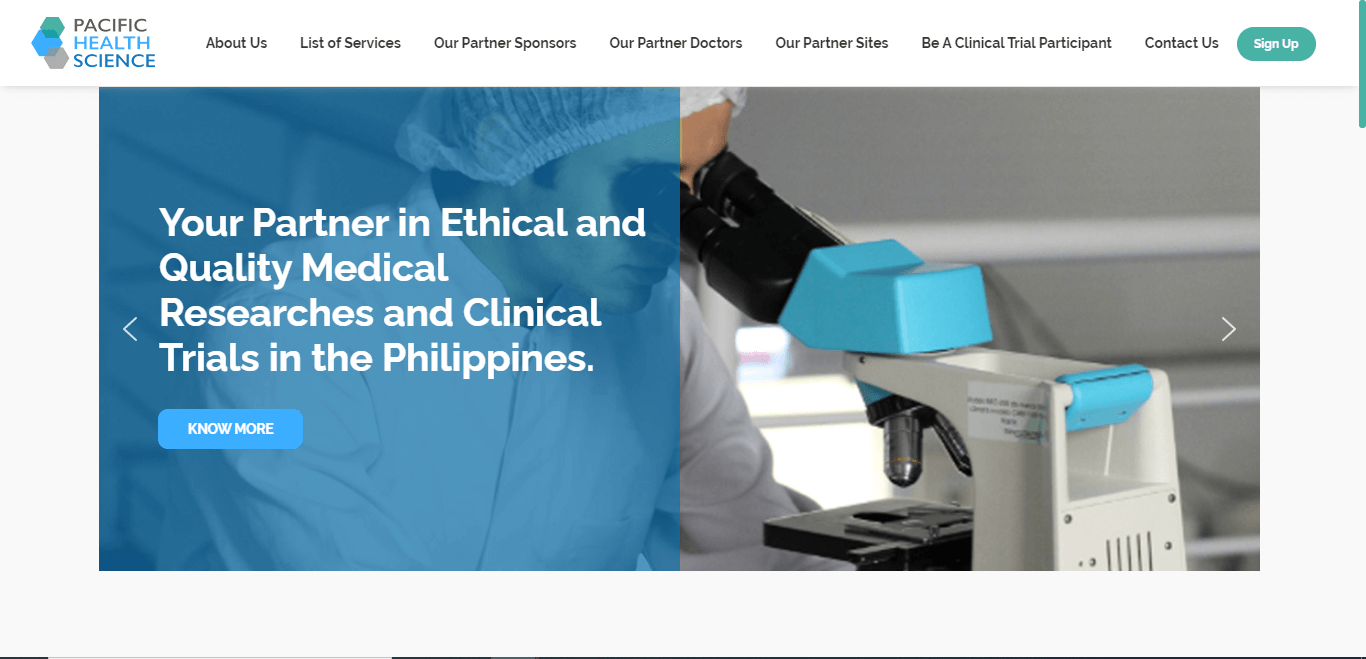 PACIFIC
HEALTH
SCIENCE
About Us
List of Services
Our Partner Sponsors
Our Partner Doctors
Our Partner Sites
Be A Clinical Trial Participant
Contact Us
Sign Up
Your Partner in Ethical and
Quality Medical
Researches and Clinical
Trials in the Philippines.
KNOW MORE